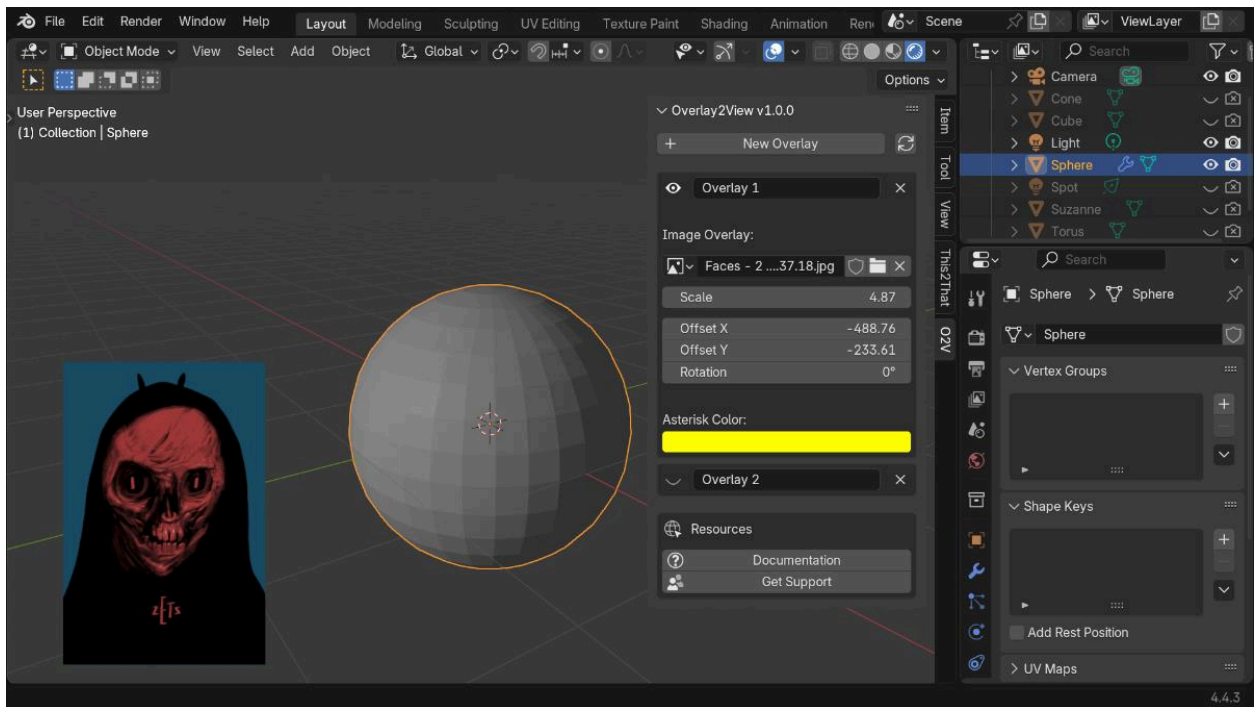 File Edit Render Window Help Layout Modeling Sculpting UV Editing Texture Paint Shading Animation Scene ViewLayer
Object Mode View Select Add Object Global Search
Options
User Perspective
(1) Collection | Sphere
Overlay2View v1.0.0
New Overlay
Overlay 1
Image Overlay:
Faces - 2 ....37.18.jpg
Scale 4.87
Offset X -488.76
Offset Y -233.61
Rotation 0°
Asterisk Color:
Overlay 2
Resources
Documentation
Get Support
Item
Tool
View
This2That
O2V
Camera
Cone
Cube
Light
Sphere
Spot
Suzanne
Torus
Search
Sphere > Sphere
Sphere
Vertex Groups
Shape Keys
Add Rest Position
UV Maps
4.4.3